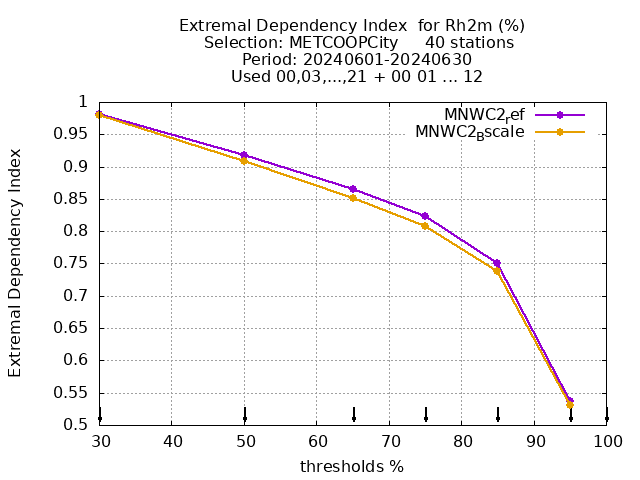 Extremal Dependency Index  for Rh2m (%)
Selection: METCOOPCity     40 stations
Period: 20240601-20240630
Used 00,03,...,21 + 00 01 ... 12
MNWC2ref
MNWC2Bscale
Extremal Dependency Index
1
0.95
0.9
0.85
0.8
0.75
0.7
0.65
0.6
0.55
0.5
30 40 50 60 70 80 90 100
thresholds %